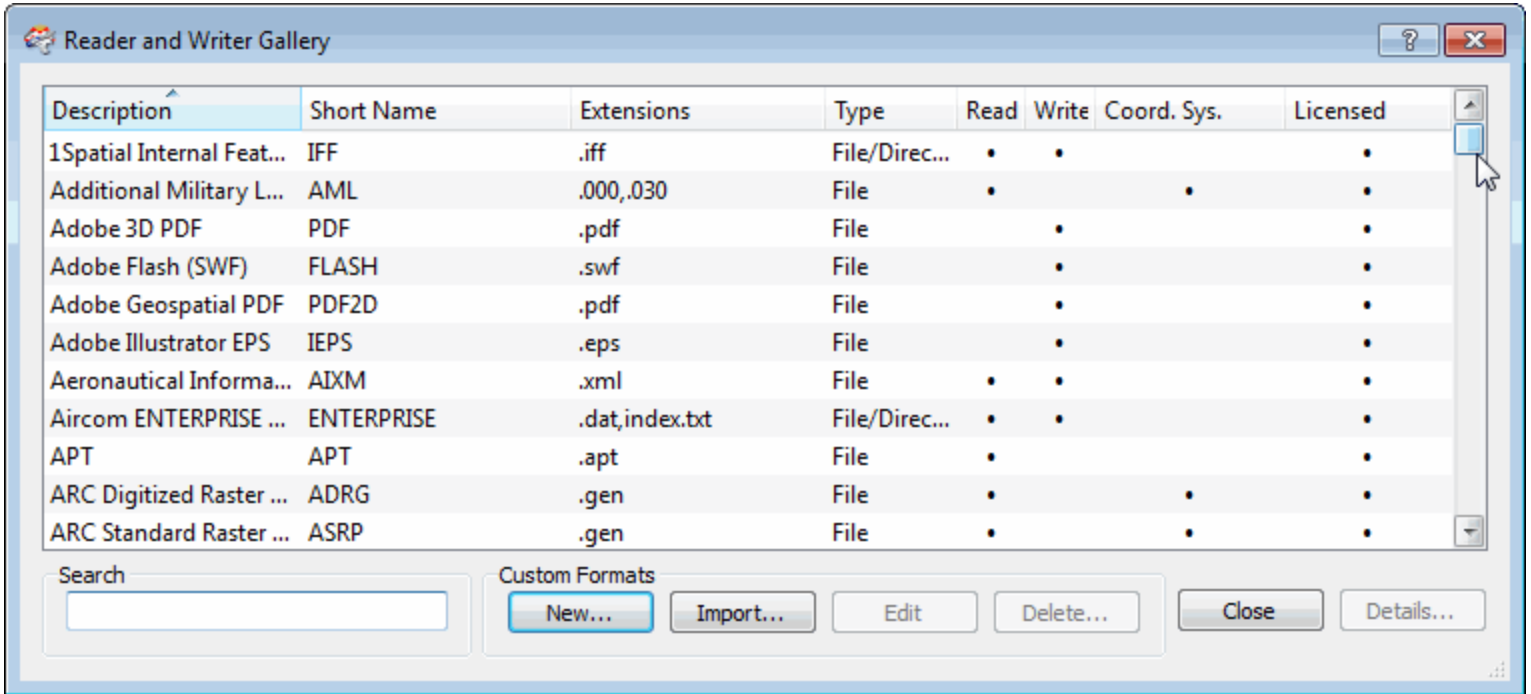 Reader and Writer Gallery
Description Short Name Extensions Type Read Write Coord. Sys. Licensed
1Spatial Internal Feat... IFF .iff File/Direc... • • •
Additional Military L... AML .000,.030 File • • •
Adobe 3D PDF PDF .pdf File • •
Adobe Flash (SWF) FLASH .swf File • •
Adobe Geospatial PDF PDF2D .pdf File • •
Adobe Illustrator EPS IEPS .eps File • •
Aeronautical Informa... AIXM .xml File • • •
Aircom ENTERPRISE ... ENTERPRISE .dat,index.txt File/Direc... • • •
APT APT .apt File • •
ARC Digitized Raster ... ADRG .gen File • • •
ARC Standard Raster ... ASRP .gen File • • •
Search Custom Formats
New... Import... Edit Delete... Close Details...